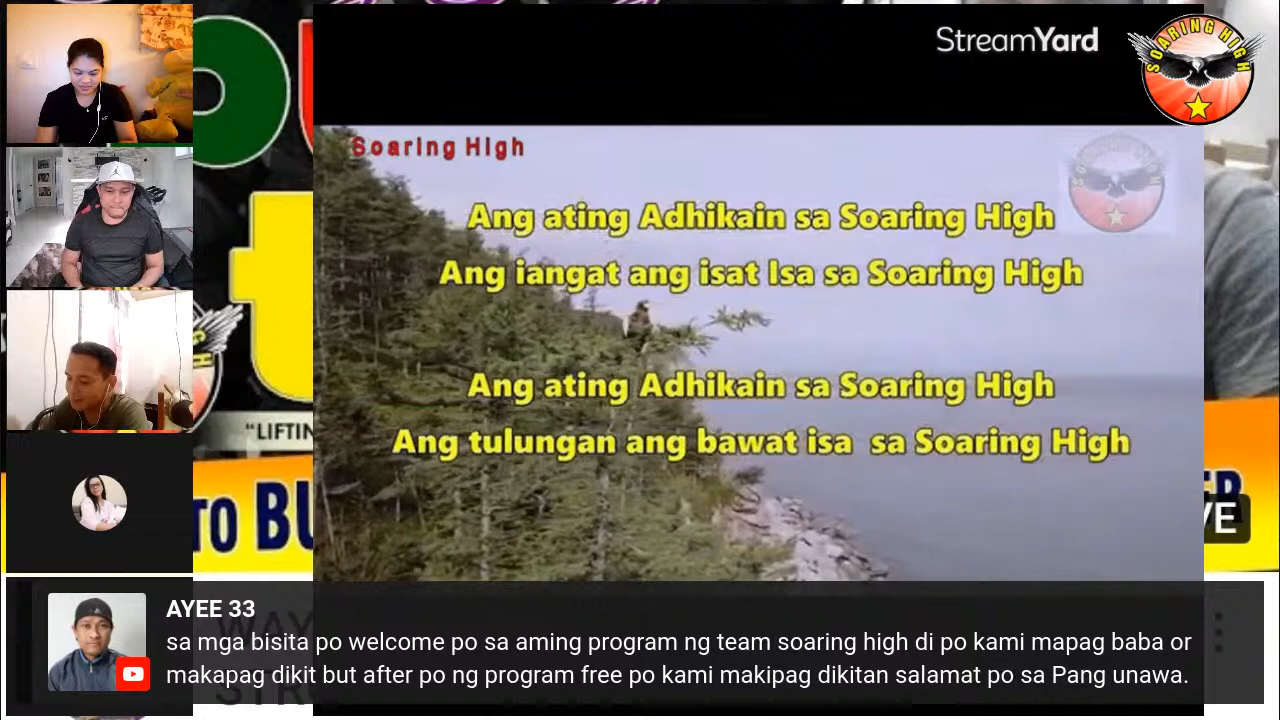 StreamYard
SOARING HIGH
Soaring High
Ang ating Adhikain sa Soaring High
Ang iangat ang isat Isa sa Soaring High
Ang ating Adhikain sa Soaring High
Ang tulungan ang bawat isa sa Soaring High
"LIFTIN
TO BU
AYEE 33
sa mga bisita po welcome po sa aming program ng team soaring high di po kami mapag baba or
makapag dikit but after po ng program free po kami makipag dikitan salamat po sa Pang unawa.